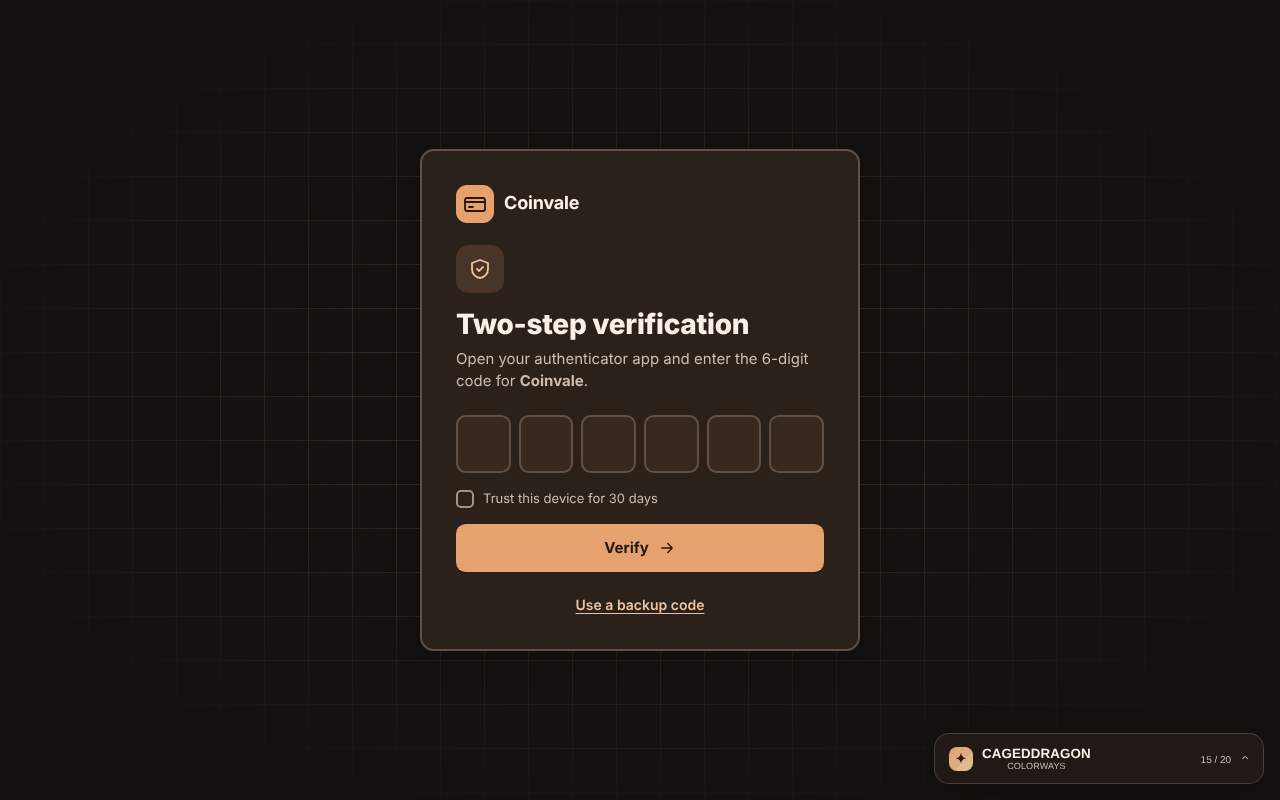 Coinvale
Two-step verification
Open your authenticator app and enter the 6-digit
code for Coinvale.
Trust this device for 30 days
Verify
Use a backup code
CAGEDDRAGON
COLORWAYS
15 / 20